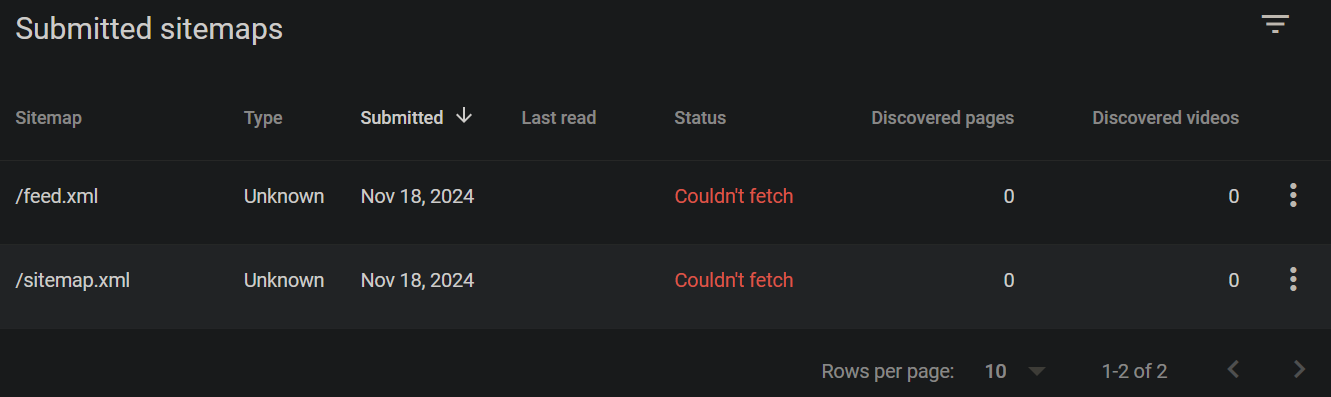 Submitted sitemaps
Sitemap Type Submitted Last read Status Discovered pages Discovered videos
/feed.xml Unknown Nov 18, 2024 Couldn't fetch 0 0
/sitemap.xml Unknown Nov 18, 2024 Couldn't fetch 0 0
Rows per page: 10 1-2 of 2